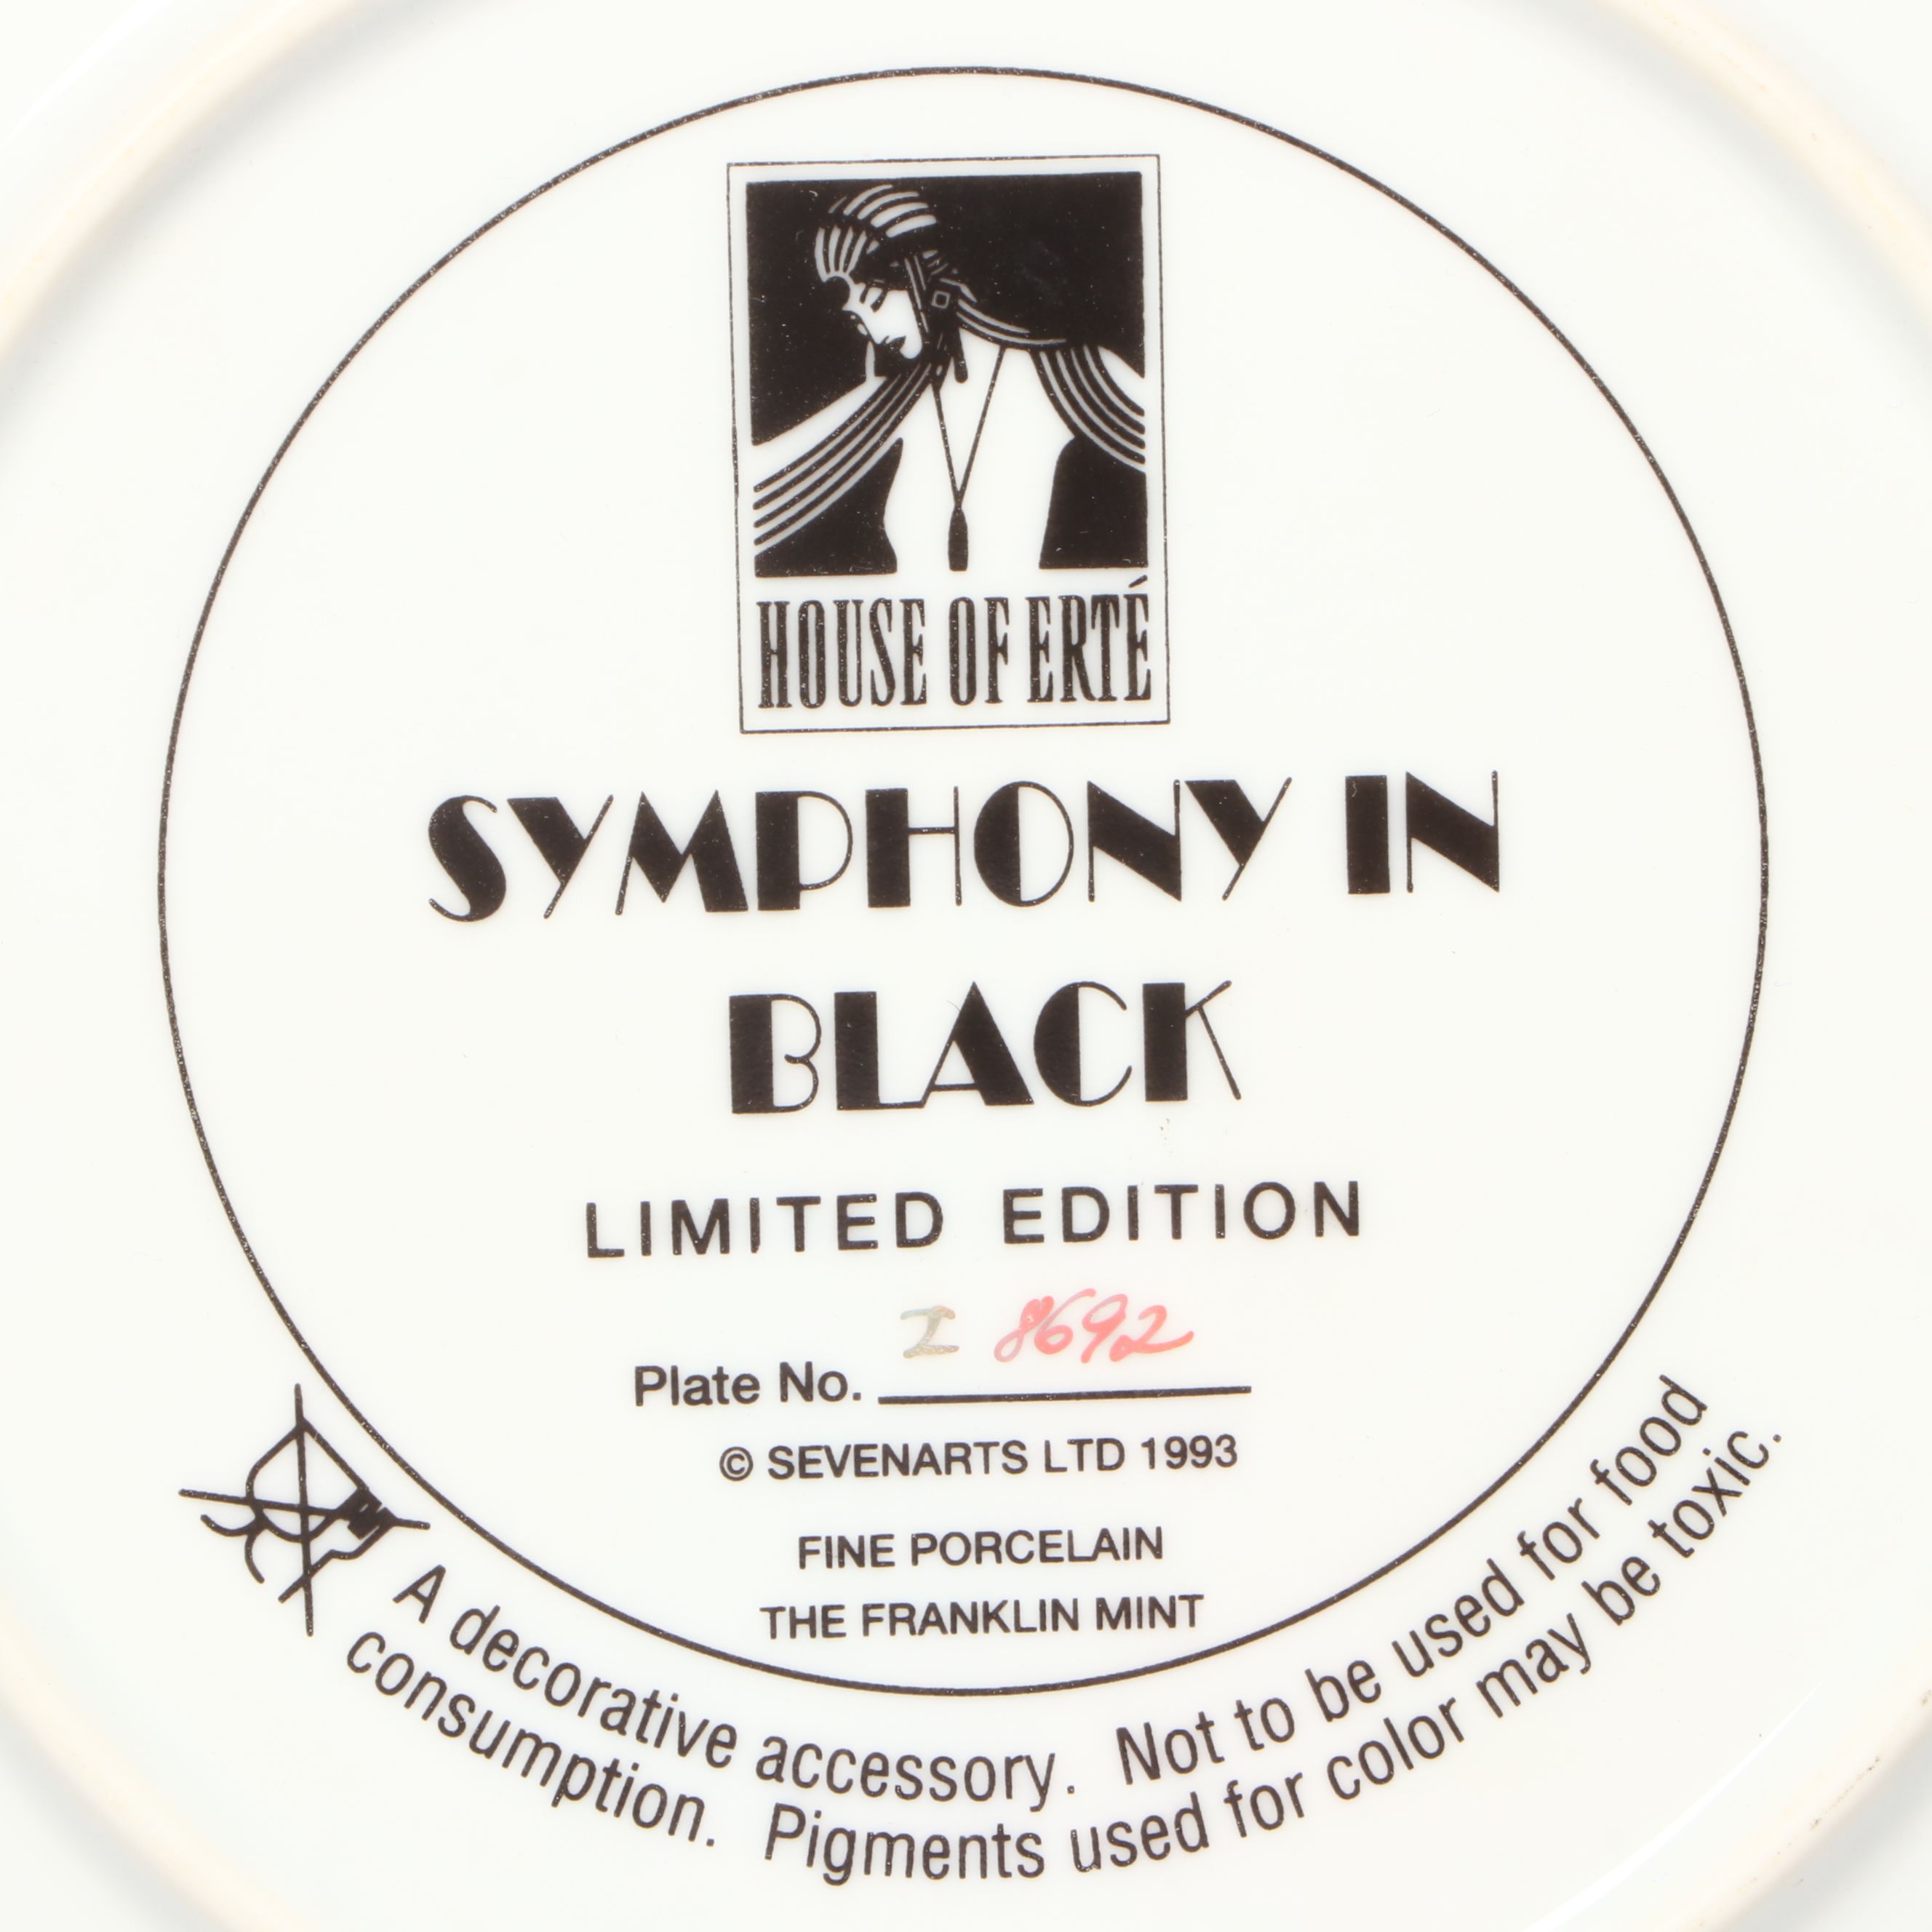 HOUSE OF ERTÉ
SYMPHONY IN
BLACK
LIMITED EDITION
I 8692
Plate No.
© SEVENARTS LTD 1993
FINE PORCELAIN
THE FRANKLIN MINT
A decorative accessory. Not to be used for food
consumption. Pigments used for color may be toxic.